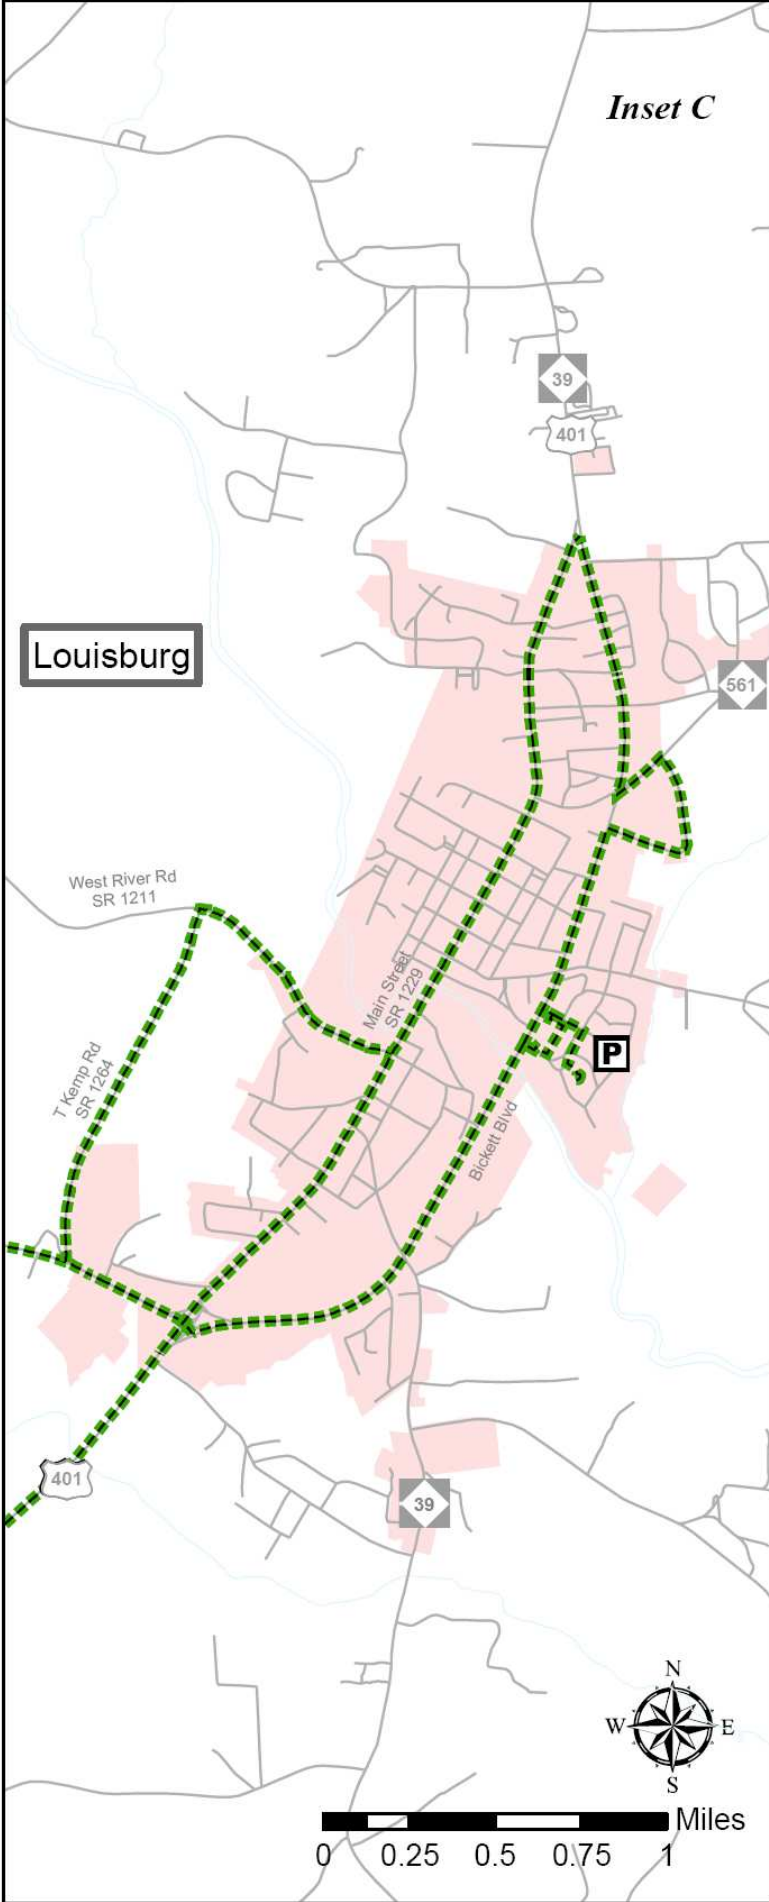 Inset C
39
401
Louisburg
561
West River Rd
SR 1211
Main Street
SR 1229
P
T Kemp Rd
SR 1264
Bickett Blvd
401
39
N
W E
S
Miles
0 0.25 0.5 0.75 1